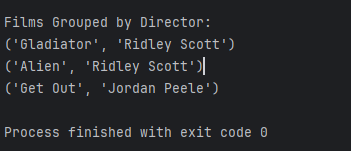 Films Grouped by Director:
('Gladiator', 'Ridley Scott')
('Alien', 'Ridley Scott')
('Get Out', 'Jordan Peele')
Process finished with exit code 0